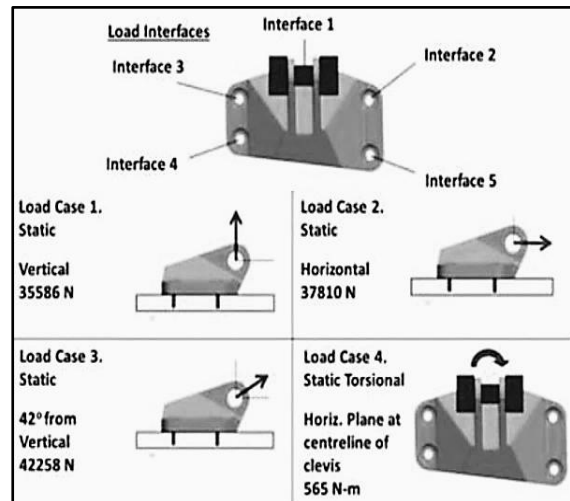 Load Interfaces
Interface 1
Interface 2
Interface 3
Interface 4
Interface 5
Load Case 1.
Static
Vertical
35586 N
Load Case 2.
Static
Horizontal
37810 N
Load Case 3.
Static
42º from
Vertical
42258 N
Load Case 4.
Static Torsional
Horiz. Plane at
centreline of
clevis
565 N-m